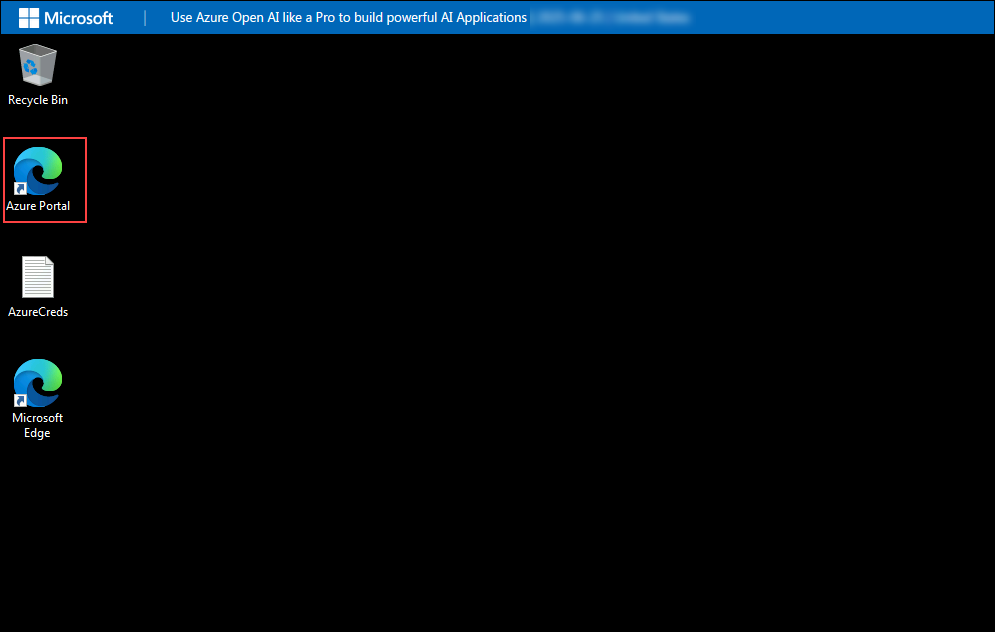 Microsoft | Use Azure Open AI like a Pro to build powerful AI Applications
Recycle Bin
Azure Portal
AzureCreds
Microsoft
Edge